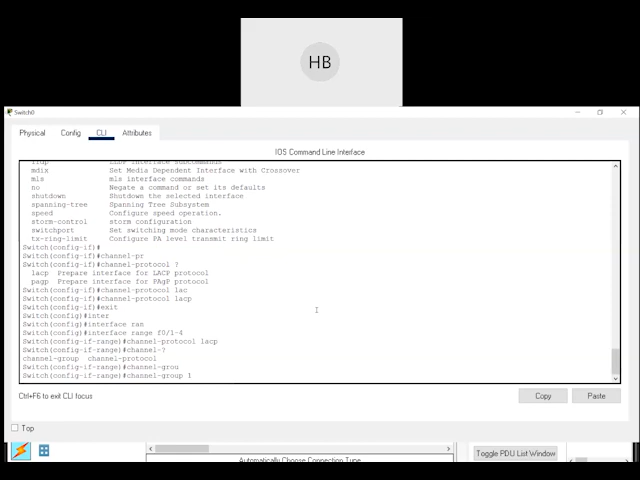 HB
Switch0
Physical Config CLI Attributes
IOS Command Line Interface
lldp LLDP interface subcommands
mdix Set Media Dependent Interface with Crossover
mls mls interface commands
no Negate a command or set its defaults
shutdown Shutdown the selected interface
spanning-tree Spanning Tree Subsystem
speed Configure speed operation.
storm-control storm configuration
switchport Set switching mode characteristics
tx-ring-limit Configure PA level transmit ring limit
Switch(config-if)#
Switch(config-if)#channel-pr
Switch(config-if)#channel-protocol ?
lacp Prepare interface for LACP protocol
pagp Prepare interface for PAgP protocol
Switch(config-if)#channel-protocol lac
Switch(config-if)#channel-protocol lacp
Switch(config-if)#exit
Switch(config)#inter
Switch(config)#interface ran
Switch(config)#interface range f0/1-4
Switch(config-if-range)#channel-protocol lacp
Switch(config-if-range)#channel-?
channel-group channel-protocol
Switch(config-if-range)#channel-grou
Switch(config-if-range)#channel-group 1
Ctrl+F6 to exit CLI focus
Copy Paste
Top
Toggle PDU List Window
Automatically Choose Connection Type